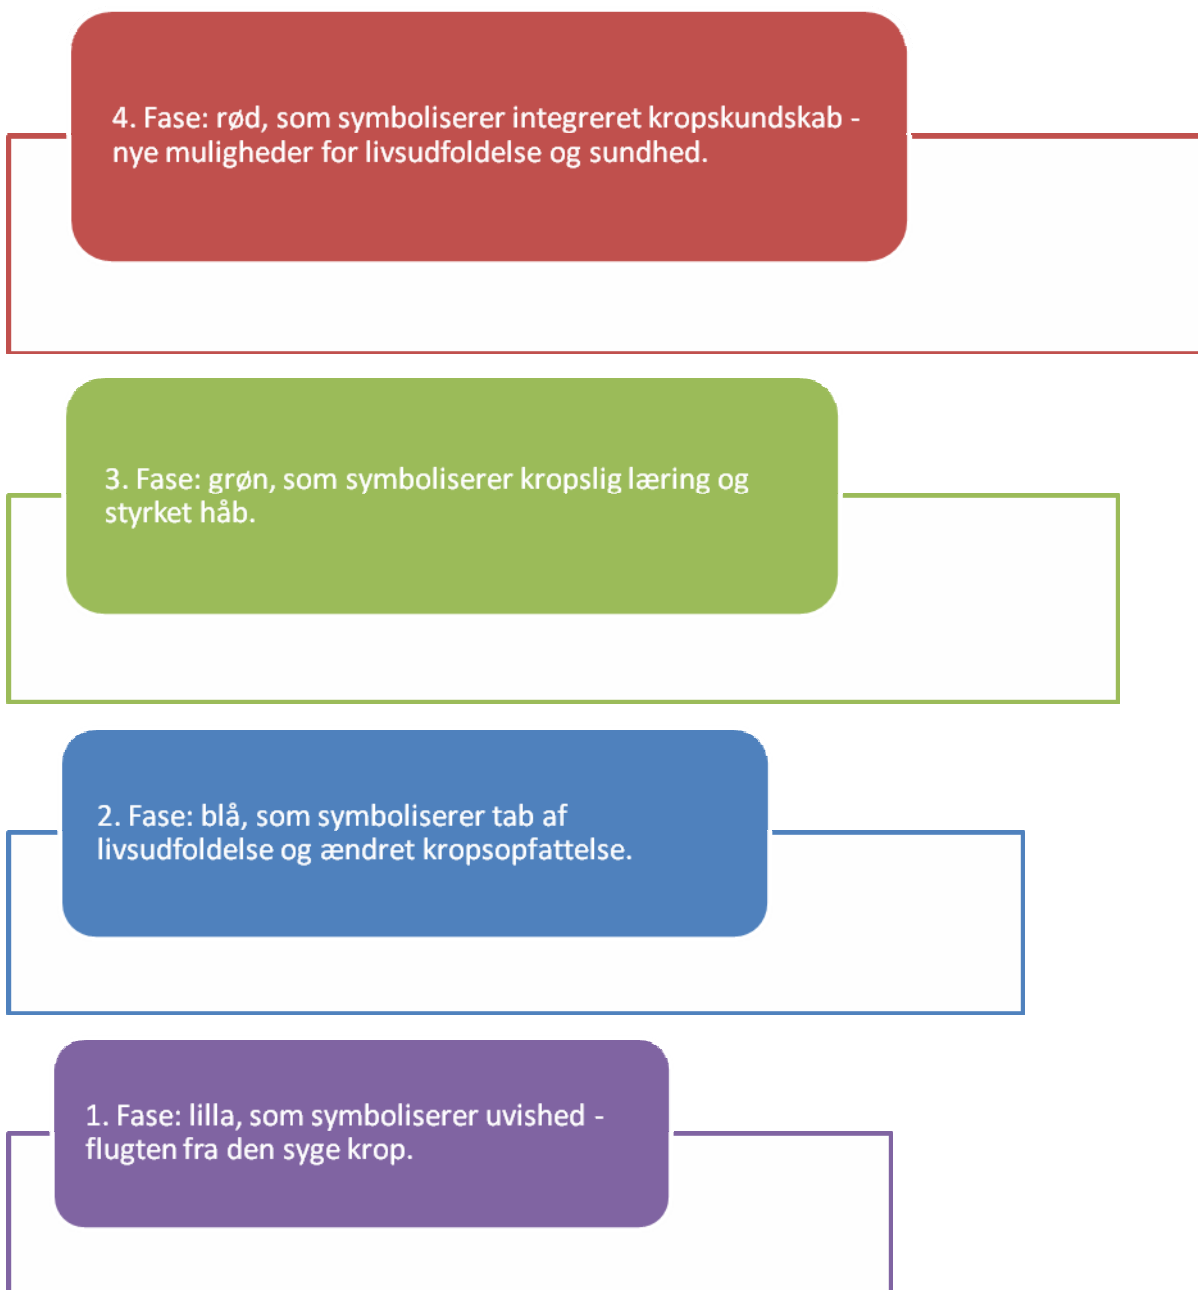 4. Fase: rød, som symboliserer integreret kropskundskab -
nye muligheder for livsudfoldelse og sundhed.
3. Fase: grøn, som symboliserer kropslig læring og
styrket håb.
2. Fase: blå, som symboliserer tab af
livsudfoldelse og ændret kropsopfattelse.
1. Fase: lilla, som symboliserer uvished -
flugten fra den syge krop.